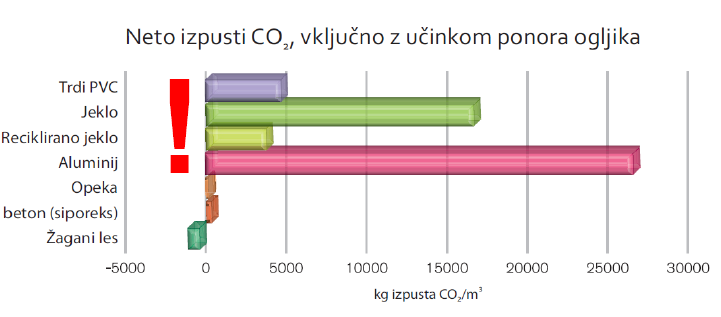 Neto izpusti CO₂, vključno z učinkom ponora ogljika
Trdi PVC
Jeklo
Reciklirano jeklo
Aluminij
Opeka
beton (siporeks)
Žagani les
!
-5000 0 5000 10000 15000 20000 25000 30000
kg izpusta CO₂/m³